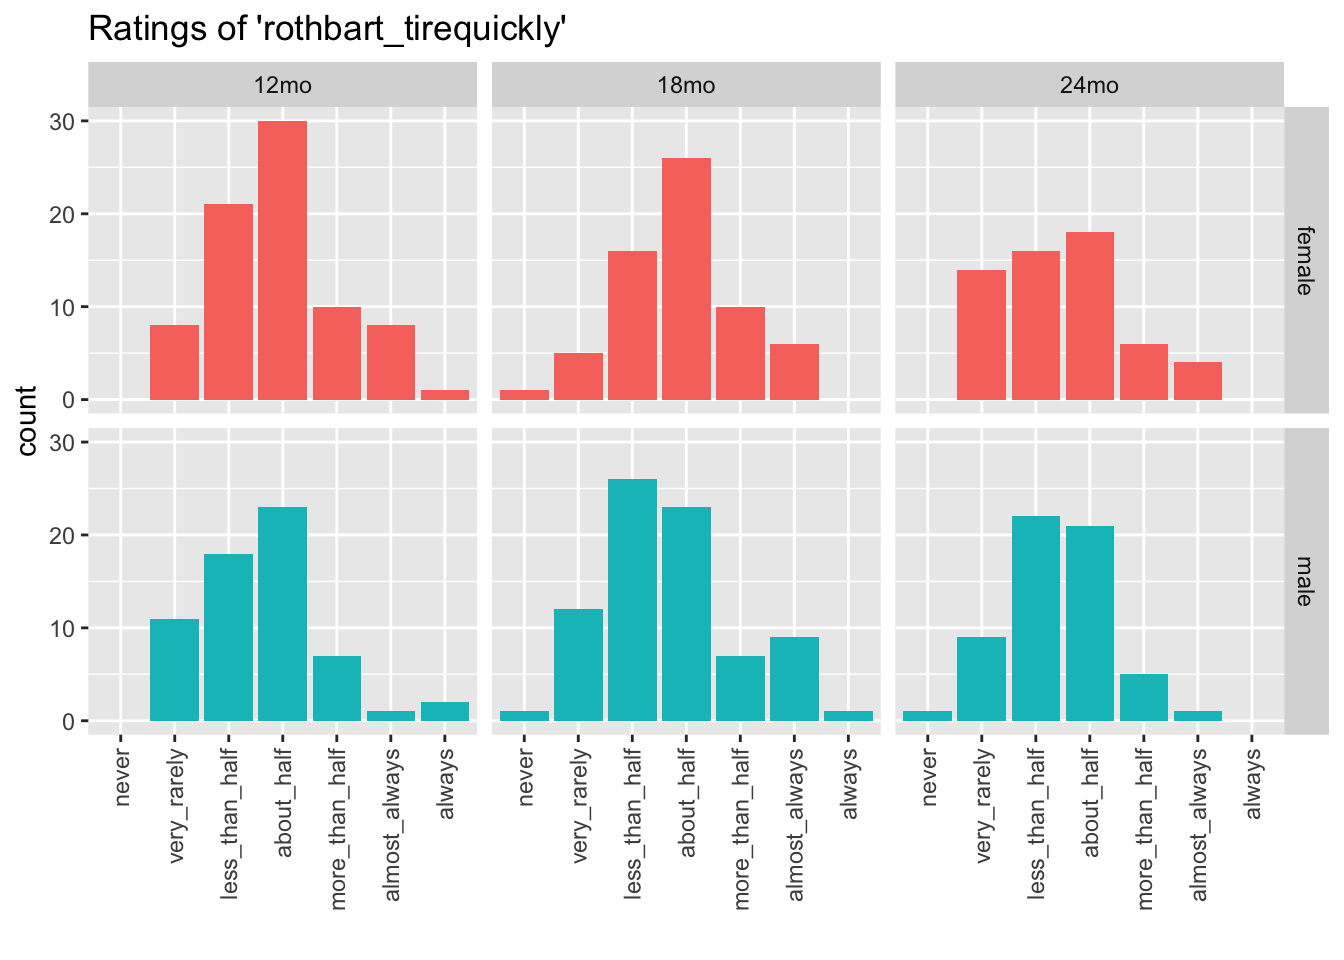 Ratings of 'rothbart_tirequickly'
12mo 18mo 24mo
30
20
10
0
female
count
30
20
10
0
male
never very_rarely less_than_half about_half more_than_half almost_always always never very_rarely less_than_half about_half more_than_half almost_always always never very_rarely less_than_half about_half more_than_half almost_always always